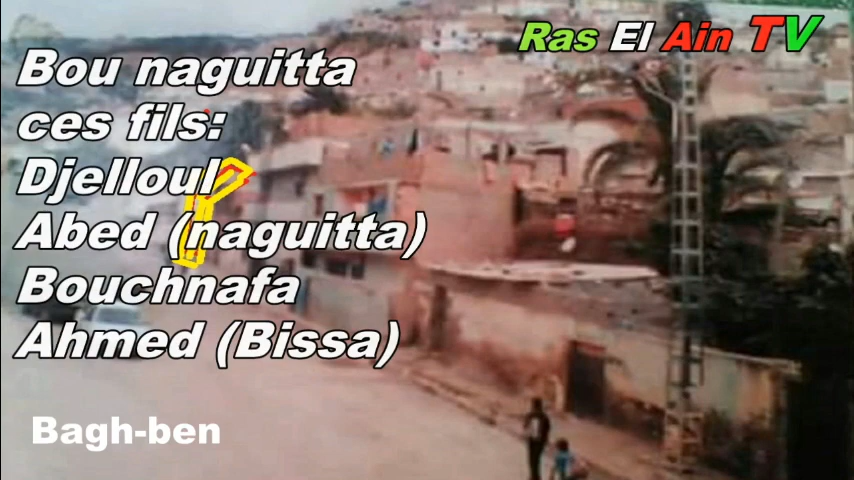 Ras El Ain TV
Bou naguitta
ces fils:
Djelloul
Abed (naguitta)
Bouchnafa
Ahmed (Bissa)
Bagh-ben